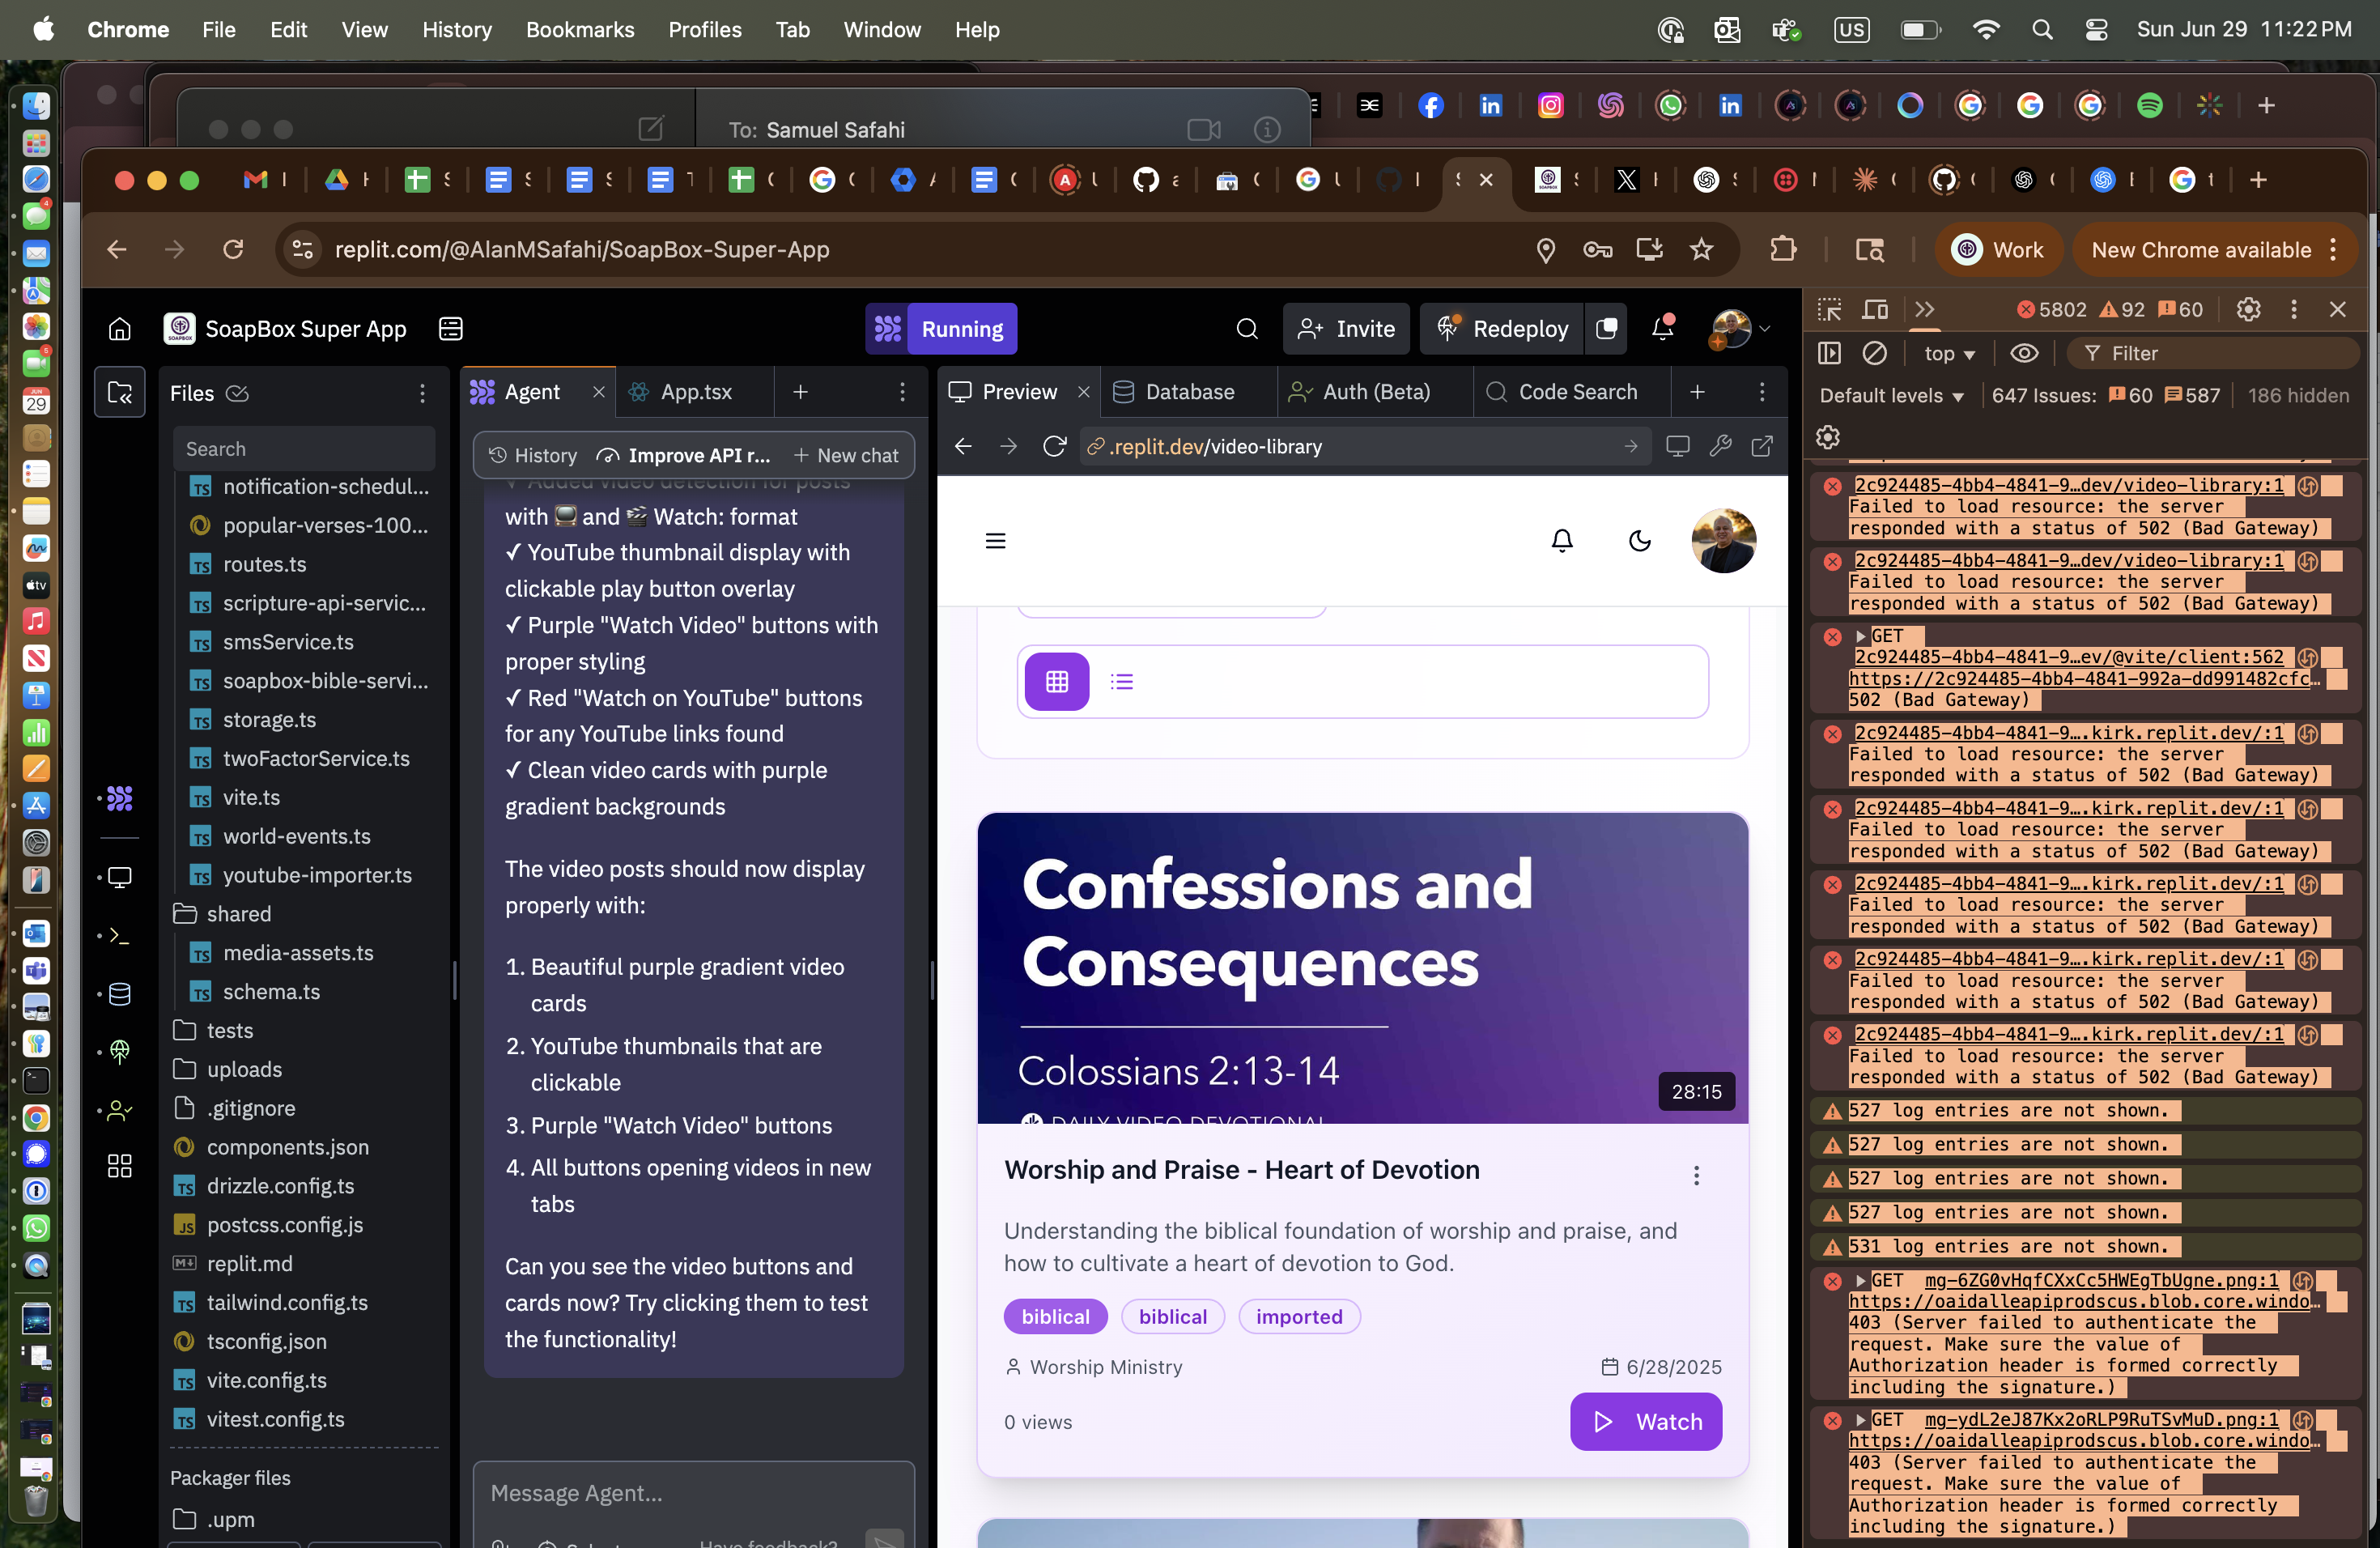 Chrome File Edit View History Bookmarks Profiles Tab Window Help
US
Sun Jun 29 11:22 PM
To: Samuel Safahi
replit.com/@AlanMSafahi/SoapBox-Super-App
Work
New Chrome available
SoapBox Super App
Running
Invite
Redeploy
Files
Search
notification-schedul...
popular-verses-100...
routes.ts
scripture-api-servic...
smsService.ts
soapbox-bible-servi...
storage.ts
twoFactorService.ts
vite.ts
world-events.ts
youtube-importer.ts
shared
media-assets.ts
schema.ts
tests
uploads
.gitignore
components.json
drizzle.config.ts
postcss.config.js
replit.md
tailwind.config.ts
tsconfig.json
vite.config.ts
vitest.config.ts
Packager files
.upm
Agent
App.tsx
History
Improve API r...
New chat
✓ Added video detection for posts
with 📺 and 🎬 Watch: format
✓ YouTube thumbnail display with
clickable play button overlay
✓ Purple "Watch Video" buttons with
proper styling
✓ Red "Watch on YouTube" buttons
for any YouTube links found
✓ Clean video cards with purple
gradient backgrounds
The video posts should now display
properly with:
1. Beautiful purple gradient video
cards
2. YouTube thumbnails that are
clickable
3. Purple "Watch Video" buttons
4. All buttons opening videos in new
tabs
Can you see the video buttons and
cards now? Try clicking them to test
the functionality!
Message Agent...
Preview
Database
Auth (Beta)
Code Search
.replit.dev/video-library
Confessions and
Consequences
Colossians 2:13-14
DAILY VIDEO DEVOTIONAL
28:15
Worship and Praise - Heart of Devotion
Understanding the biblical foundation of worship and praise, and
how to cultivate a heart of devotion to God.
biblical
biblical
imported
Worship Ministry
6/28/2025
0 views
Watch
5802 92 60
top
Filter
Default levels
647 Issues: 60 587
186 hidden
2c924485-4bb4-4841-9…dev/video-library:1
Failed to load resource: the server
responded with a status of 502 (Bad Gateway)
2c924485-4bb4-4841-9…dev/video-library:1
Failed to load resource: the server
responded with a status of 502 (Bad Gateway)
GET
2c924485-4bb4-4841-9…ev/@vite/client:562
https://2c924485-4bb4-4841-992a-dd991482cfc…
502 (Bad Gateway)
2c924485-4bb4-4841-9….kirk.replit.dev/:1
Failed to load resource: the server
responded with a status of 502 (Bad Gateway)
2c924485-4bb4-4841-9….kirk.replit.dev/:1
Failed to load resource: the server
responded with a status of 502 (Bad Gateway)
2c924485-4bb4-4841-9….kirk.replit.dev/:1
Failed to load resource: the server
responded with a status of 502 (Bad Gateway)
2c924485-4bb4-4841-9….kirk.replit.dev/:1
Failed to load resource: the server
responded with a status of 502 (Bad Gateway)
2c924485-4bb4-4841-9….kirk.replit.dev/:1
Failed to load resource: the server
responded with a status of 502 (Bad Gateway)
527 log entries are not shown.
527 log entries are not shown.
527 log entries are not shown.
527 log entries are not shown.
531 log entries are not shown.
GET mg-6ZG0vHqfCXxCc5HWEgTbUgne.png:1
https://oaidalleapiprodscus.blob.core.windo…
403 (Server failed to authenticate the
request. Make sure the value of
Authorization header is formed correctly
including the signature.)
GET mg-ydL2eJ87Kx2oRLP9RuTSvMuD.png:1
https://oaidalleapiprodscus.blob.core.windo…
403 (Server failed to authenticate the
request. Make sure the value of
Authorization header is formed correctly
including the signature.)